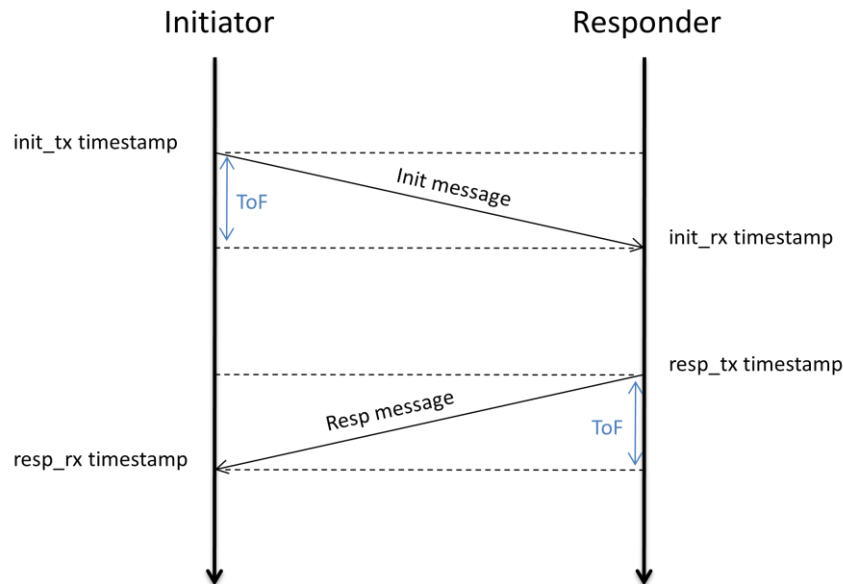 Initiator
Responder
init_tx timestamp
Init message
ToF
init_rx timestamp
resp_tx timestamp
Resp message
ToF
resp_rx timestamp